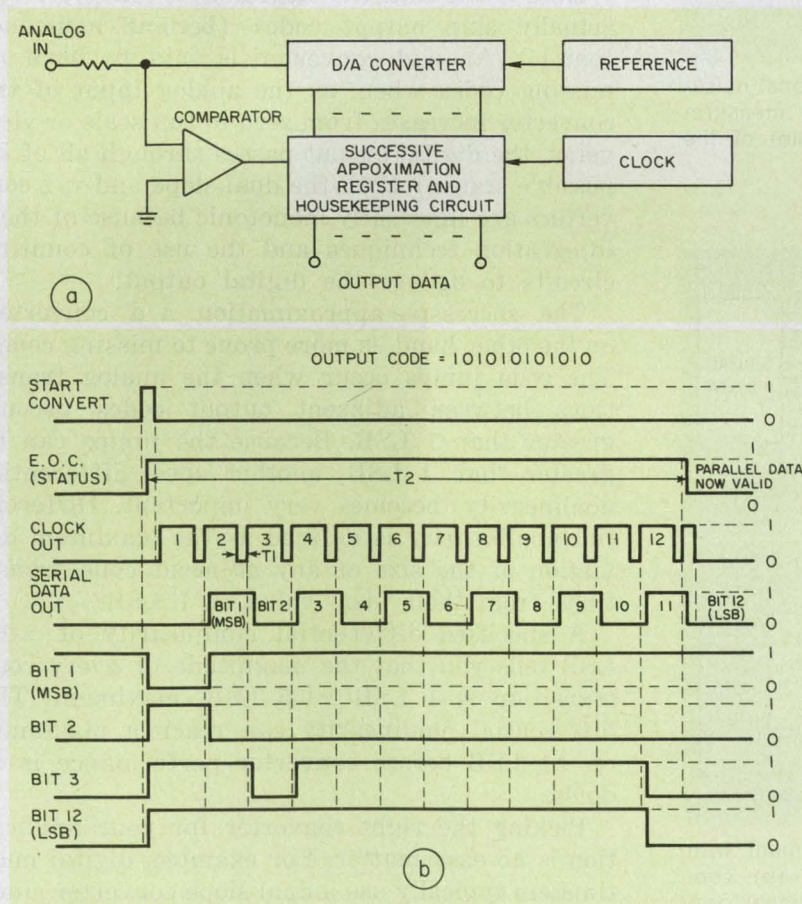 ANALOG
IN
D/A CONVERTER
REFERENCE
COMPARATOR
SUCCESSIVE
APPOXIMATION
REGISTER AND
HOUSEKEEPING CIRCUIT
CLOCK
OUTPUT DATA
a
OUTPUT CODE = 101010101010
START
CONVERT
1
0
E.O.C.
(STATUS)
T2
PARALLEL DATA
NOW VALID
1
0
CLOCK
OUT
2 3 4 5 6 7 8 9 10 11 12
T1
1
0
SERIAL
DATA
OUT
BIT 1
(MSB)
BIT 2 3 4 5 6 7 8 9 10 11
BIT 12
(LSB)
1
0
BIT 1
(MSB)
1
0
BIT 2
1
0
BIT 3
1
0
BIT 12
(LSB)
1
0
b